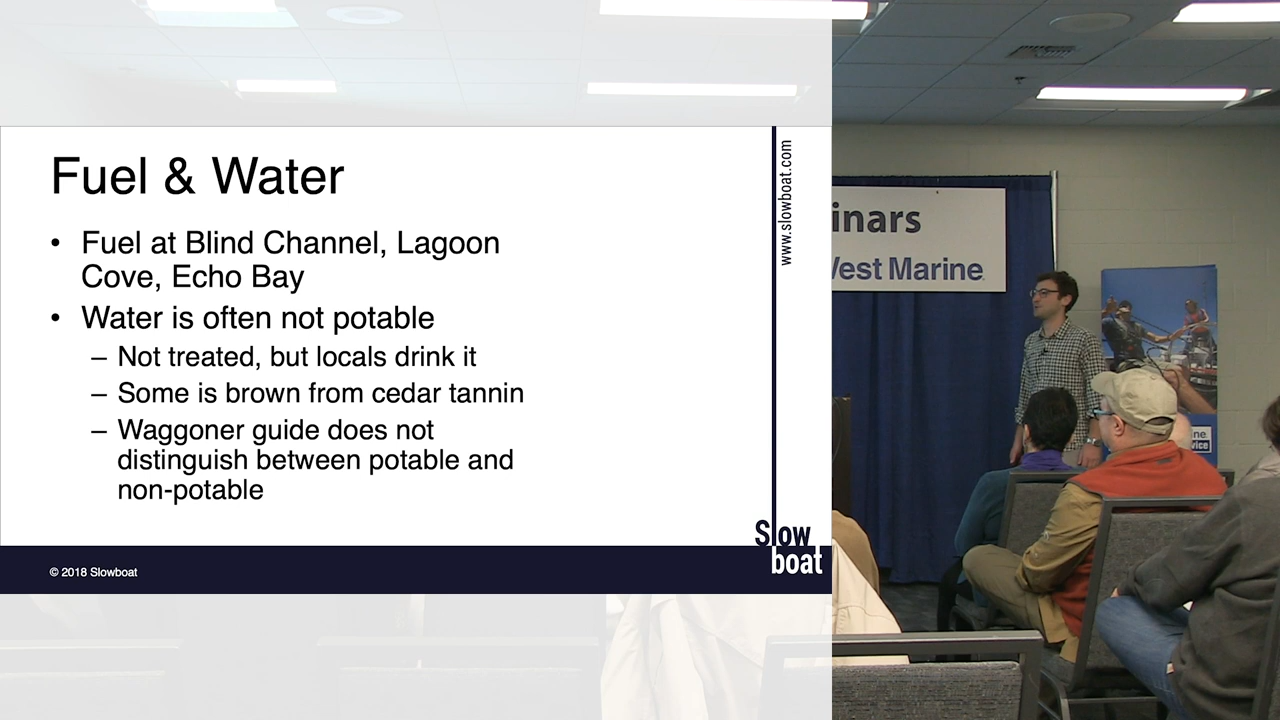 Fuel & Water
• Fuel at Blind Channel, Lagoon
Cove, Echo Bay
• Water is often not potable
– Not treated, but locals drink it
– Some is brown from cedar tannin
– Waggoner guide does not
distinguish between potable and
non-potable
www.slowboat.com
Slow
boat
© 2018 Slowboat
inars
West Marine
ne.
vice